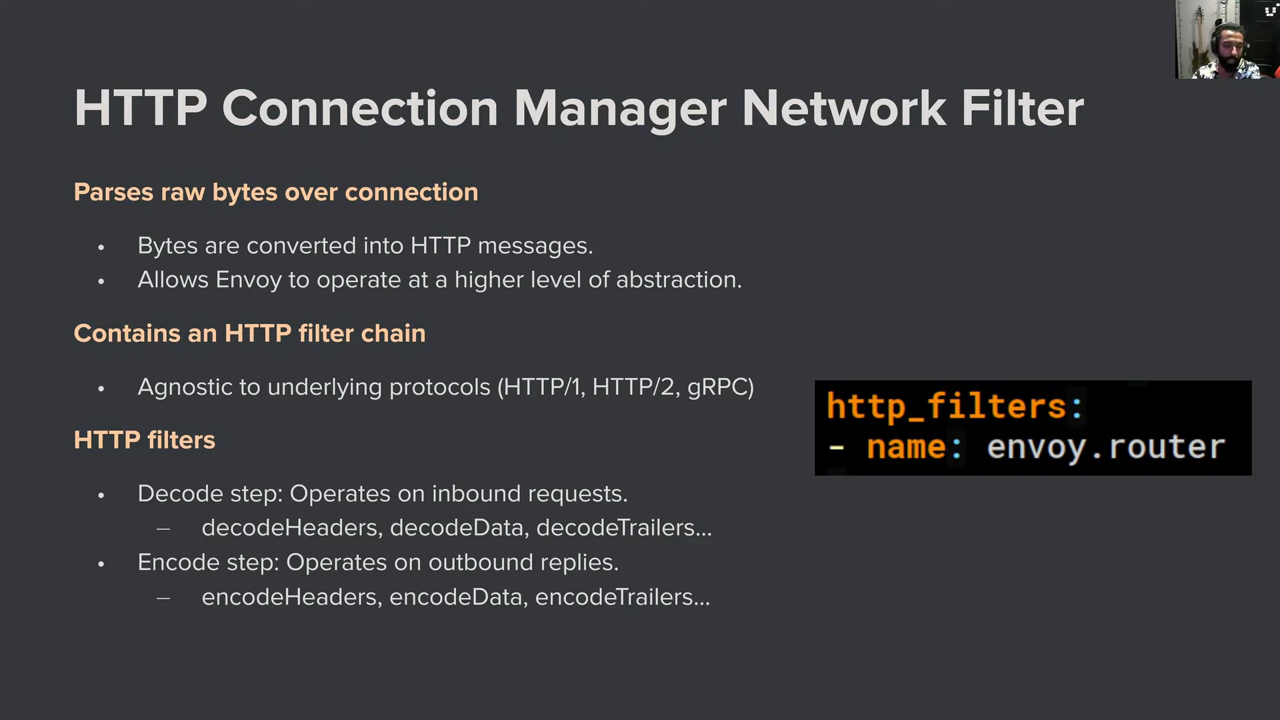 HTTP Connection Manager Network Filter
Parses raw bytes over connection
• Bytes are converted into HTTP messages.
• Allows Envoy to operate at a higher level of abstraction.
Contains an HTTP filter chain
• Agnostic to underlying protocols (HTTP/1, HTTP/2, gRPC)
HTTP filters
• Decode step: Operates on inbound requests.
– decodeHeaders, decodeData, decodeTrailers...
• Encode step: Operates on outbound replies.
– encodeHeaders, encodeData, encodeTrailers...
http_filters:
- name: envoy.router